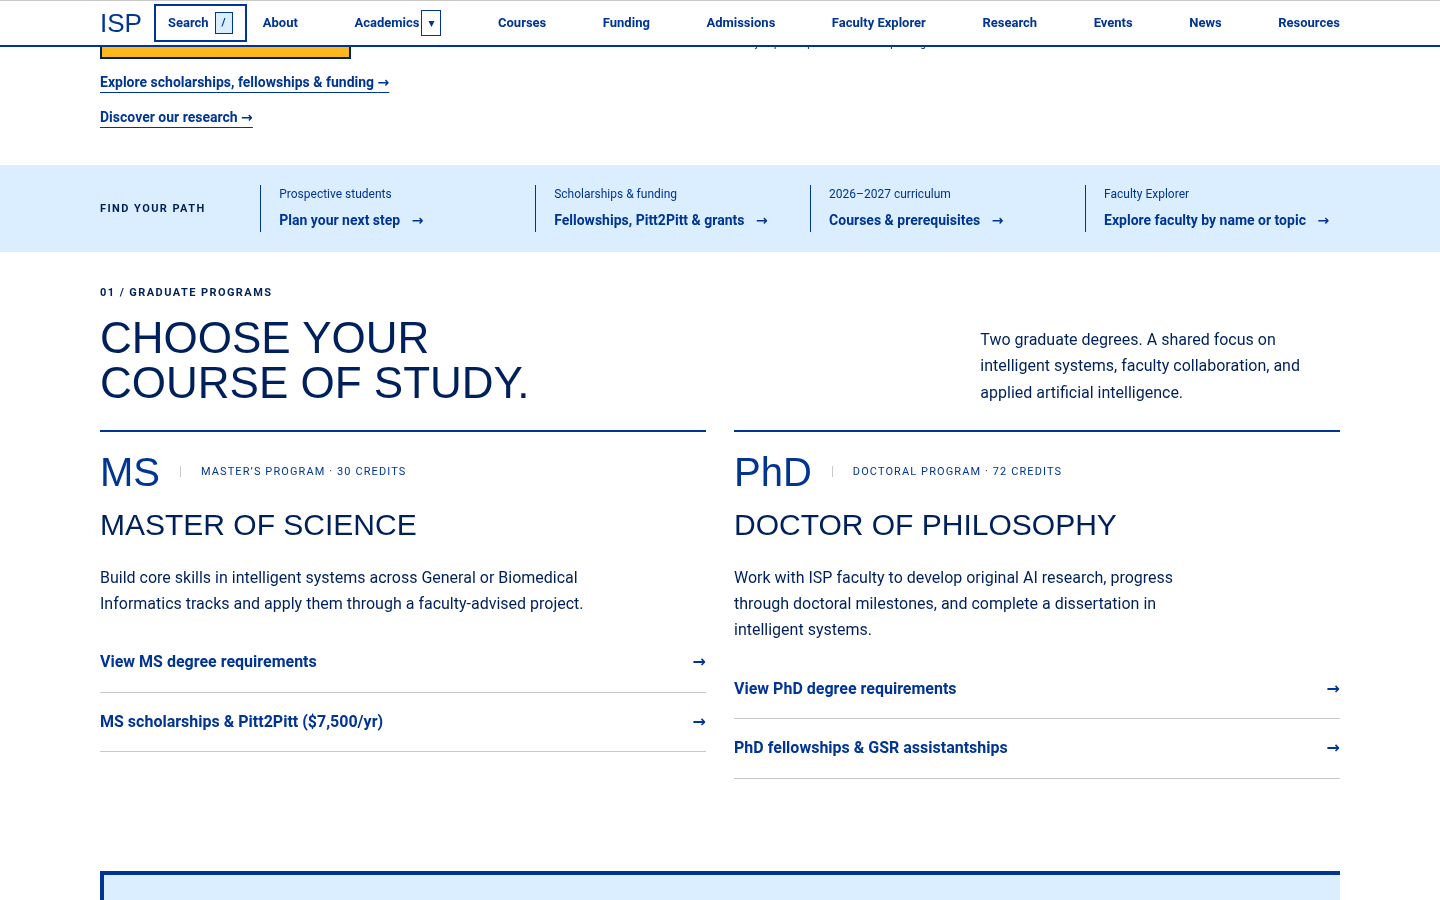 ISP Search / About Academics ▾ Courses Funding Admissions Faculty Explorer Research Events News Resources
Explore scholarships, fellowships & funding →
Discover our research →
FIND YOUR PATH
Prospective students
Plan your next step →
Scholarships & funding
Fellowships, Pitt2Pitt & grants →
2026–2027 curriculum
Courses & prerequisites →
Faculty Explorer
Explore faculty by name or topic →
01 / GRADUATE PROGRAMS
CHOOSE YOUR
COURSE OF STUDY.
Two graduate degrees. A shared focus on
intelligent systems, faculty collaboration, and
applied artificial intelligence.
MS MASTER'S PROGRAM · 30 CREDITS
MASTER OF SCIENCE
Build core skills in intelligent systems across General or Biomedical
Informatics tracks and apply them through a faculty-advised project.
View MS degree requirements →
MS scholarships & Pitt2Pitt ($7,500/yr) →
PhD DOCTORAL PROGRAM · 72 CREDITS
DOCTOR OF PHILOSOPHY
Work with ISP faculty to develop original AI research, progress
through doctoral milestones, and complete a dissertation in
intelligent systems.
View PhD degree requirements →
PhD fellowships & GSR assistantships →